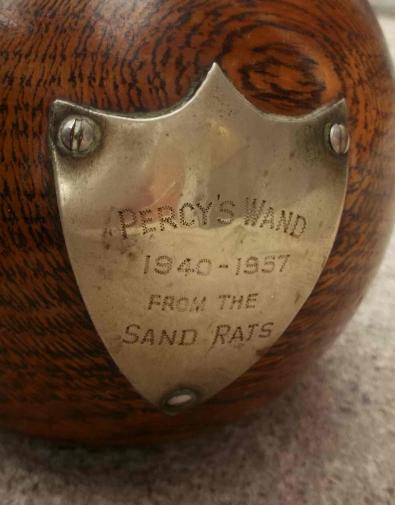 PERCY'S WAND
1940-1957
FROM THE
SAND RATS